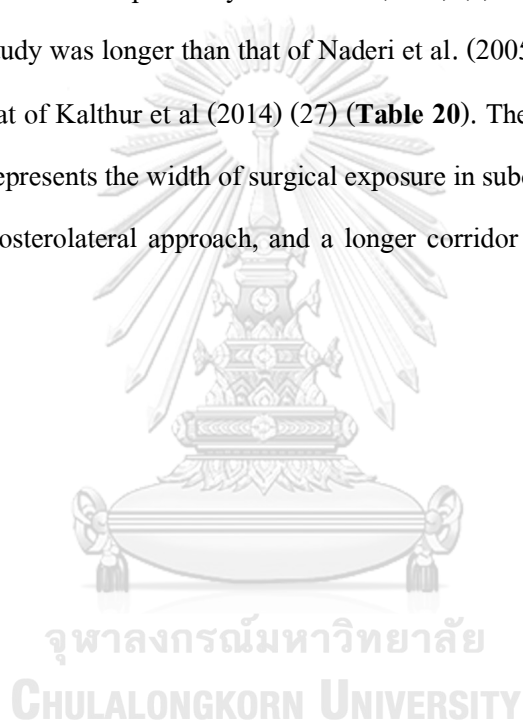 study was longer than that of Naderi et al. (2005
at of Kalthur et al (2014) (27) (Table 20). The
epresents the width of surgical exposure in sub
osterolateral approach, and a longer corridor
จุฬาลงกรณ์มหาวิทยาลัย
CHULALONGKORN UNIVERSITY